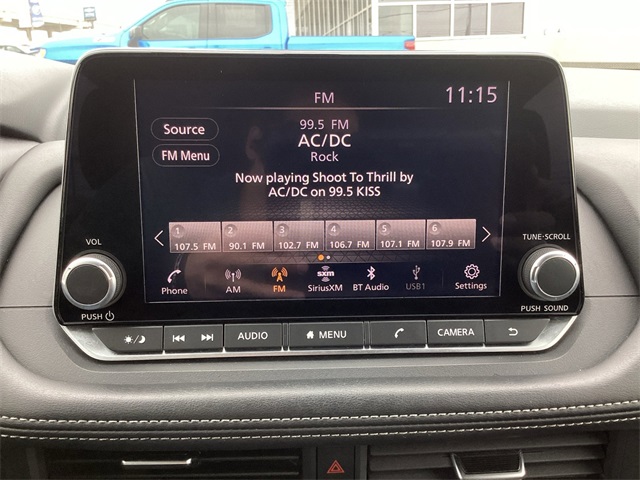 FM
11:15
Source
FM Menu
99.5 FM
AC/DC
Rock
Now playing Shoot To Thrill by
AC/DC on 99.5 KISS
1 2 3 4 5 6
107.5 FM 90.1 FM 102.7 FM 106.7 FM 107.1 FM 107.9 FM
sxm
Phone AM FM SiriusXM BT Audio USB1 Settings
VOL
PUSH
TUNE·SCROLL
PUSH SOUND
AUDIO MENU CAMERA